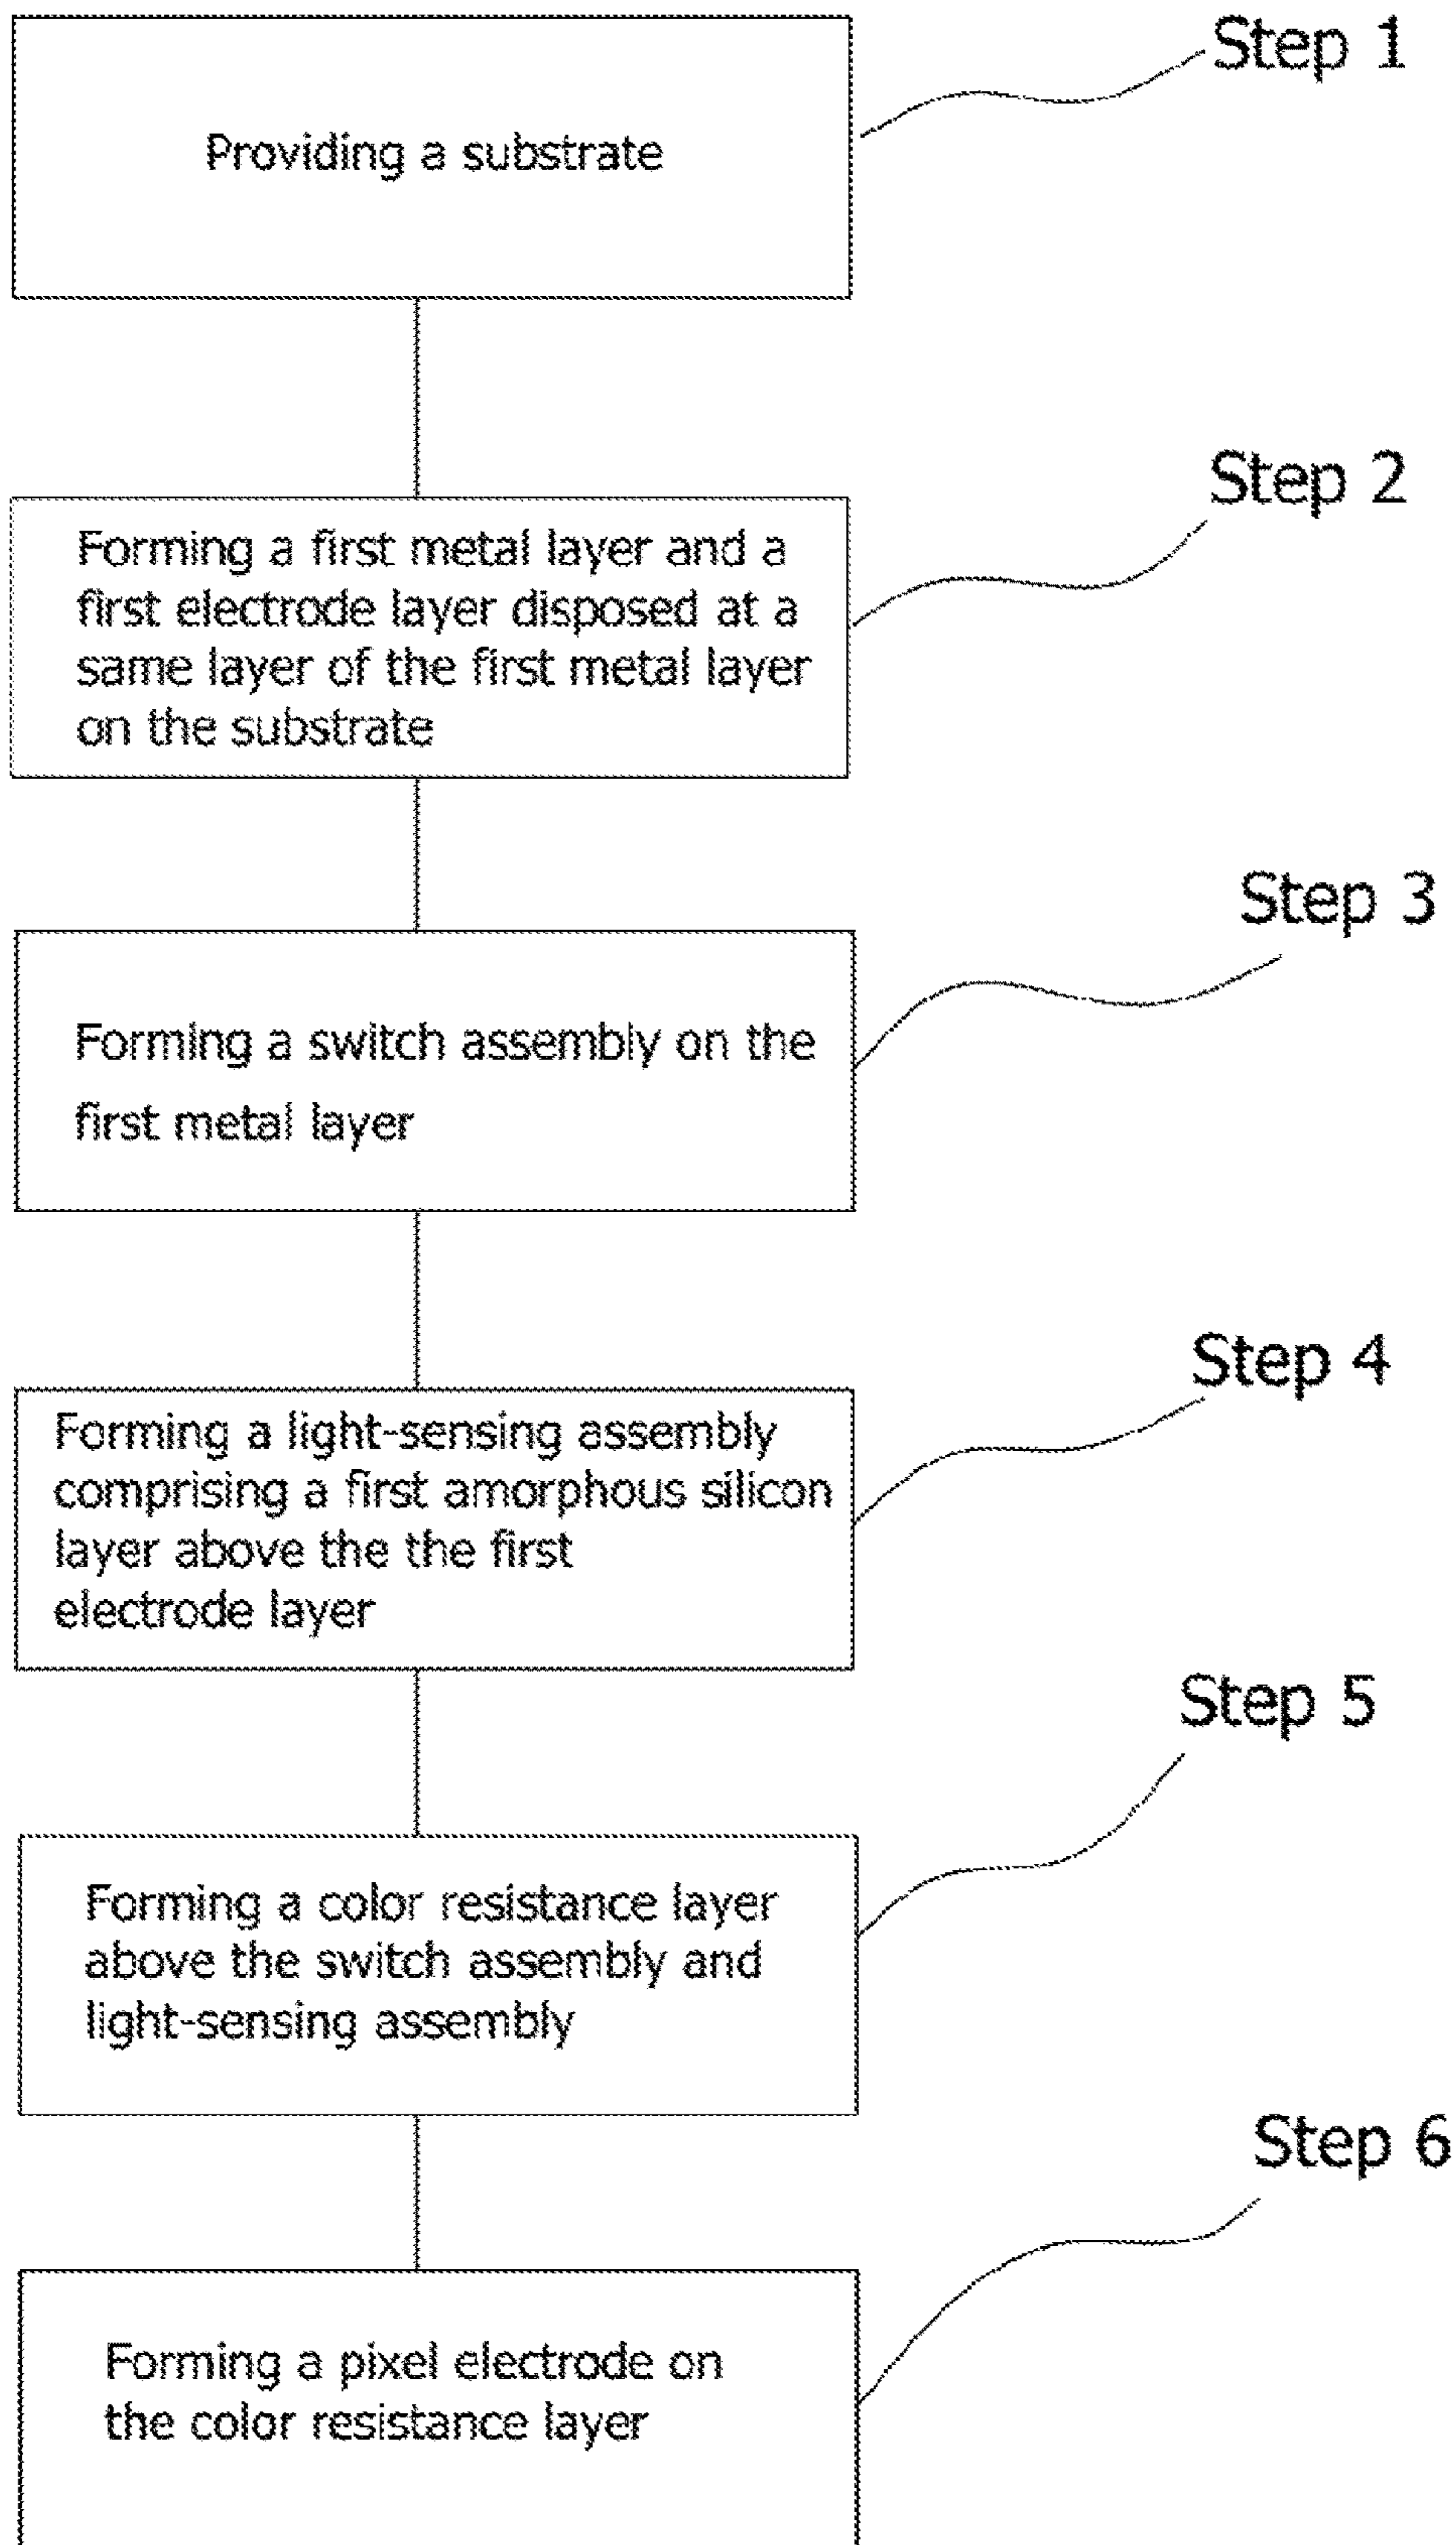 Step 1
Providing a substrate
Step 2
Forming a first metal layer and a
first electrode layer disposed at a
same layer of the first metal layer
on the substrate
Step 3
Forming a switch assembly on the
first metal layer
Step 4
Forming a light-sensing assembly
comprising a first amorphous silicon
layer above the the first
electrode layer
Step 5
Forming a color resistance layer
above the switch assembly and
light-sensing assembly
Step 6
Forming a pixel electrode on
the color resistance layer